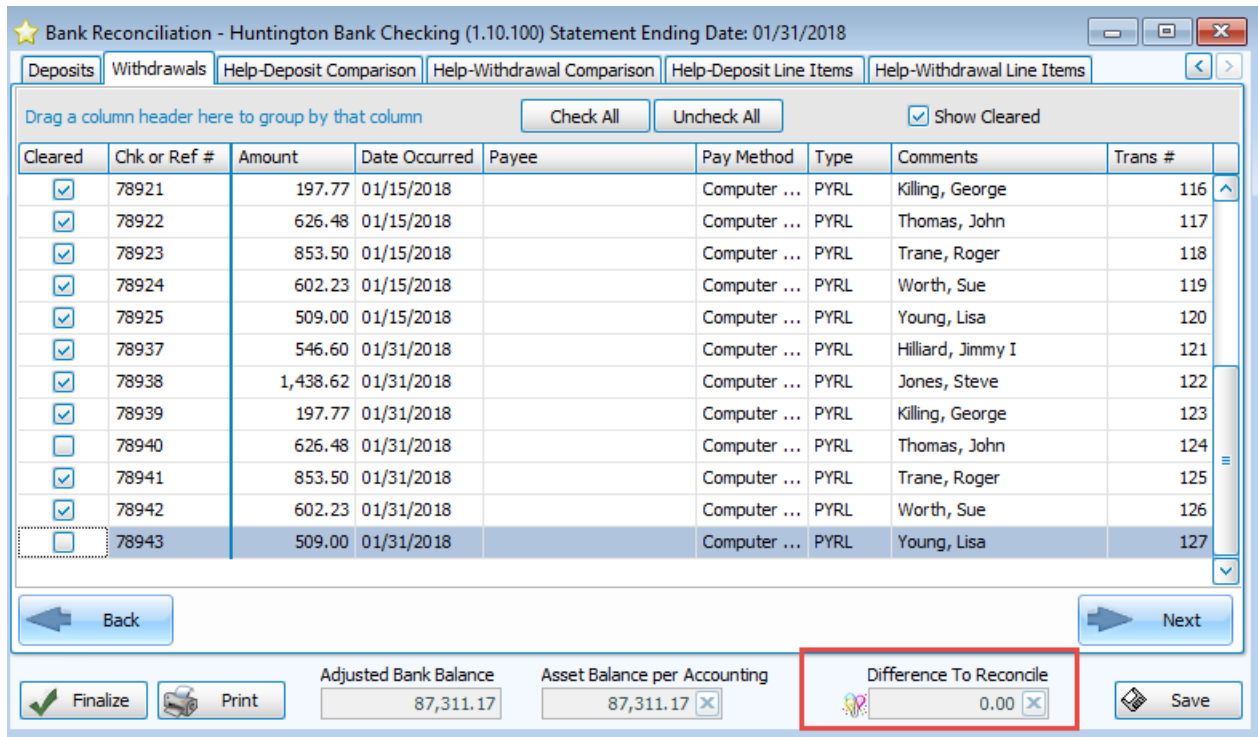 Bank Reconciliation - Huntington Bank Checking (1.10.100) Statement Ending Date: 01/31/2018
Deposits Withdrawals Help-Deposit Comparison Help-Withdrawal Comparison Help-Deposit Line Items Help-Withdrawal Line Items
Drag a column header here to group by that column Check All Uncheck All Show Cleared
Cleared Chk or Ref # Amount Date Occurred Payee Pay Method Type Comments Trans #
78921 197.77 01/15/2018 Computer ... PYRL Killing, George 116
78922 626.48 01/15/2018 Computer ... PYRL Thomas, John 117
78923 853.50 01/15/2018 Computer ... PYRL Trane, Roger 118
78924 602.23 01/15/2018 Computer ... PYRL Worth, Sue 119
78925 509.00 01/15/2018 Computer ... PYRL Young, Lisa 120
78937 546.60 01/31/2018 Computer ... PYRL Hilliard, Jimmy I 121
78938 1,438.62 01/31/2018 Computer ... PYRL Jones, Steve 122
78939 197.77 01/31/2018 Computer ... PYRL Killing, George 123
78940 626.48 01/31/2018 Computer ... PYRL Thomas, John 124
78941 853.50 01/31/2018 Computer ... PYRL Trane, Roger 125
78942 602.23 01/31/2018 Computer ... PYRL Worth, Sue 126
78943 509.00 01/31/2018 Computer ... PYRL Young, Lisa 127
Back Next
Adjusted Bank Balance Asset Balance per Accounting Difference To Reconcile
Finalize Print 87,311.17 87,311.17 0.00 Save